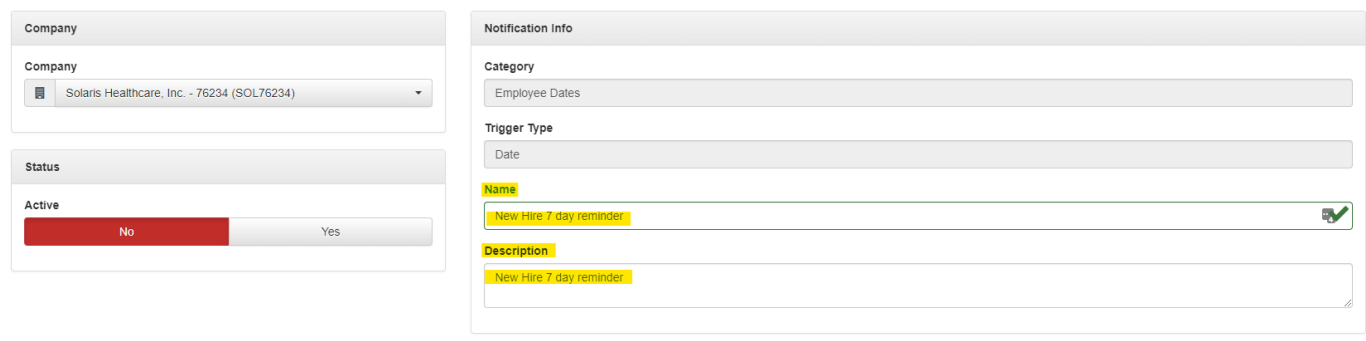 Company
Company
Solaris Healthcare, Inc. - 76234 (SOL76234)
Status
Active
No
Yes
Notification Info
Category
Employee Dates
Trigger Type
Date
Name
New Hire 7 day reminder
Description
New Hire 7 day reminder